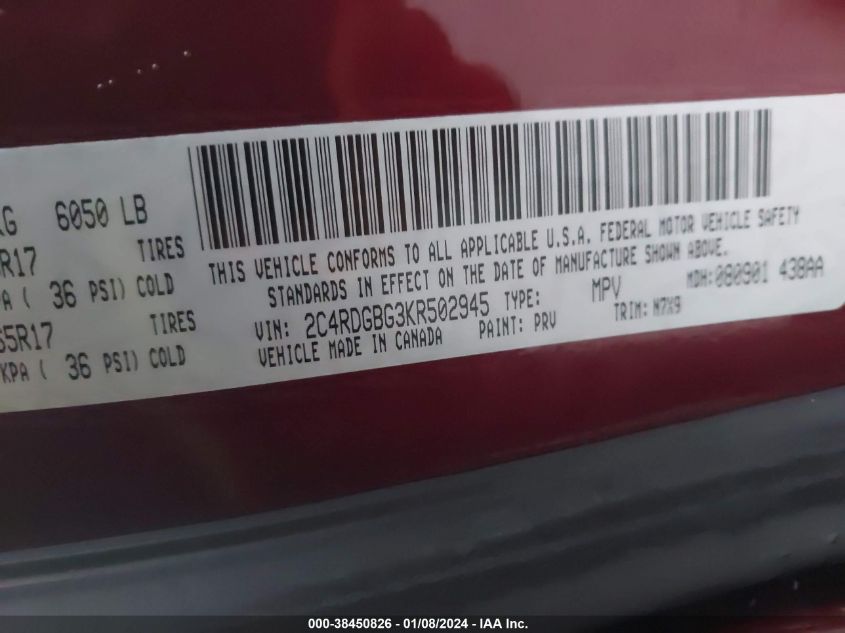 KG 6050 LB
R17 TIRES
PA ( 36 PSI) COLD
65R17 TIRES
KPA ( 36 PSI) COLD
THIS VEHICLE CONFORMS TO ALL APPLICABLE U.S.A. FEDERAL MOTOR VEHICLE SAFETY
STANDARDS IN EFFECT ON THE DATE OF MANUFACTURE SHOWN ABOVE.
VIN: 2C4RDGBG3KR502945 TYPE: MPV MDH: 080901 438AA
VEHICLE MADE IN CANADA PAINT: PRV TRIM: N7X9
000-38450826 - 01/08/2024 - IAA Inc.